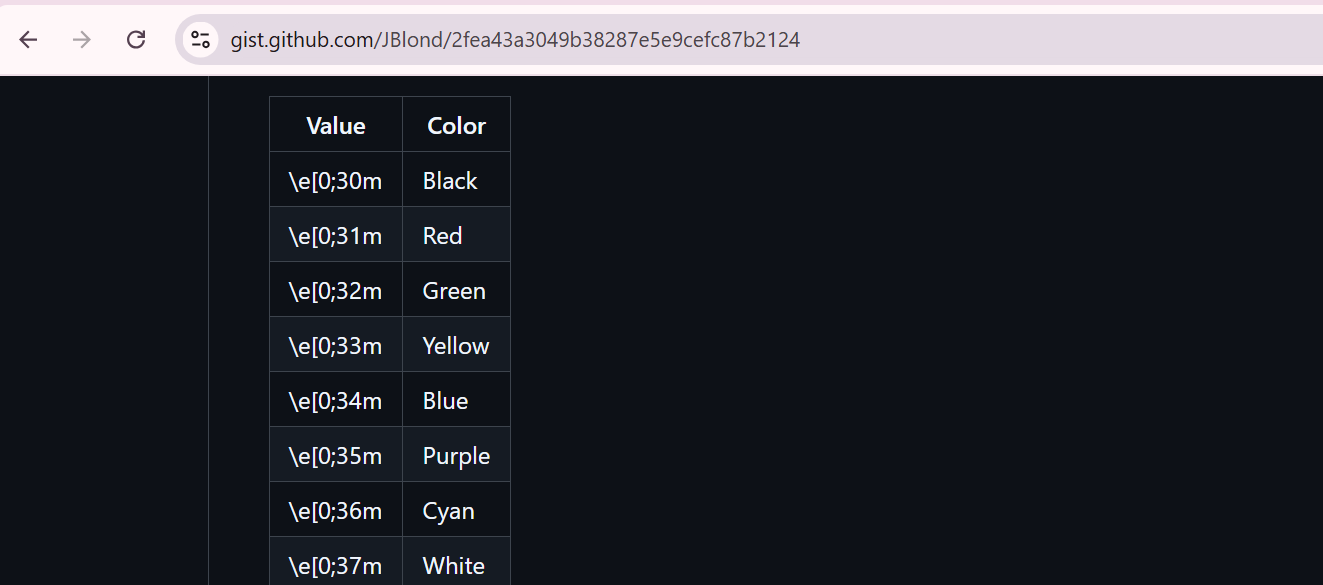 gist.github.com/JBlond/2fea43a3049b38287e5e9cefc87b2124
Value Color
\e[0;30m Black
\e[0;31m Red
\e[0;32m Green
\e[0;33m Yellow
\e[0;34m Blue
\e[0;35m Purple
\e[0;36m Cyan
\e[0;37m White